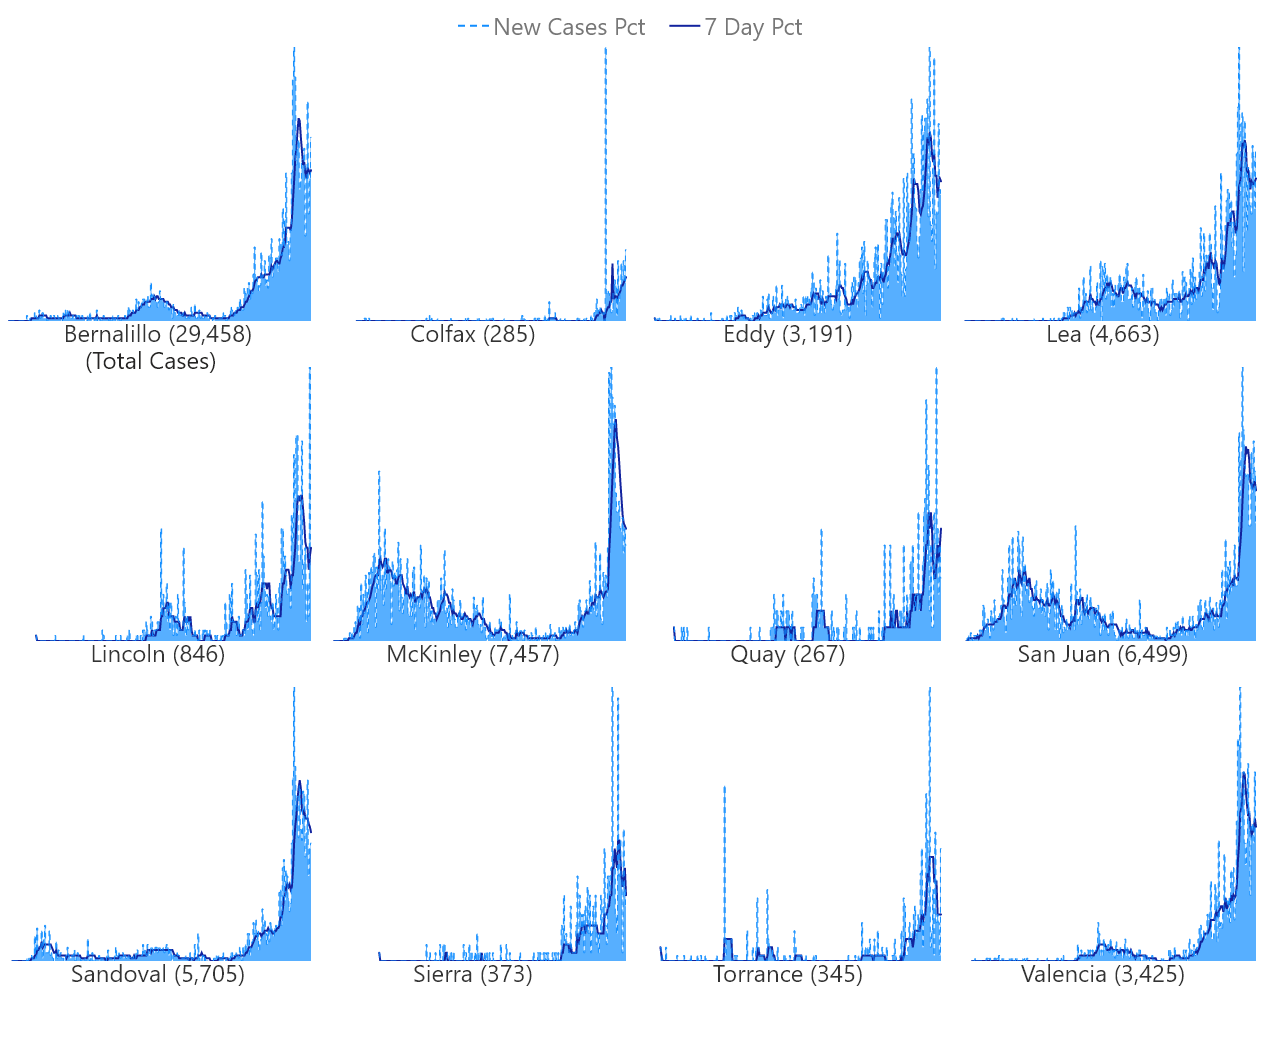 New Cases Pct 7 Day Pct
Bernalillo (29,458) Colfax (285) Eddy (3,191) Lea (4,663)
(Total Cases)
Lincoln (846) McKinley (7,457) Quay (267) San Juan (6,499)
Sandoval (5,705) Sierra (373) Torrance (345) Valencia (3,425)